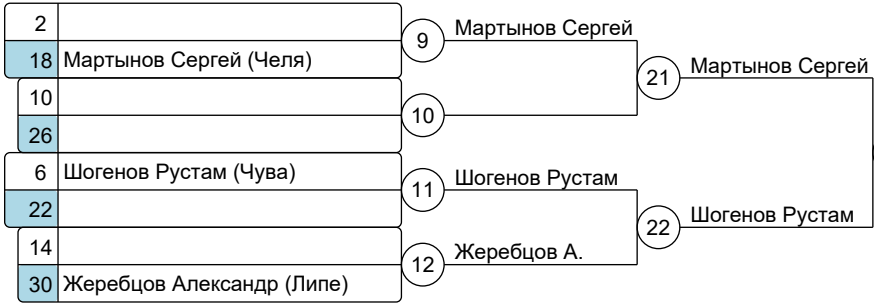 2
9 Мартынов Сергей
18 Мартынов Сергей (Челя)
21 Мартынов Сергей
10
10
26
6 Шогенов Рустам (Чува)
11 Шогенов Рустам
22
22 Шогенов Рустам
14
12 Жеребцов А.
30 Жеребцов Александр (Липе)